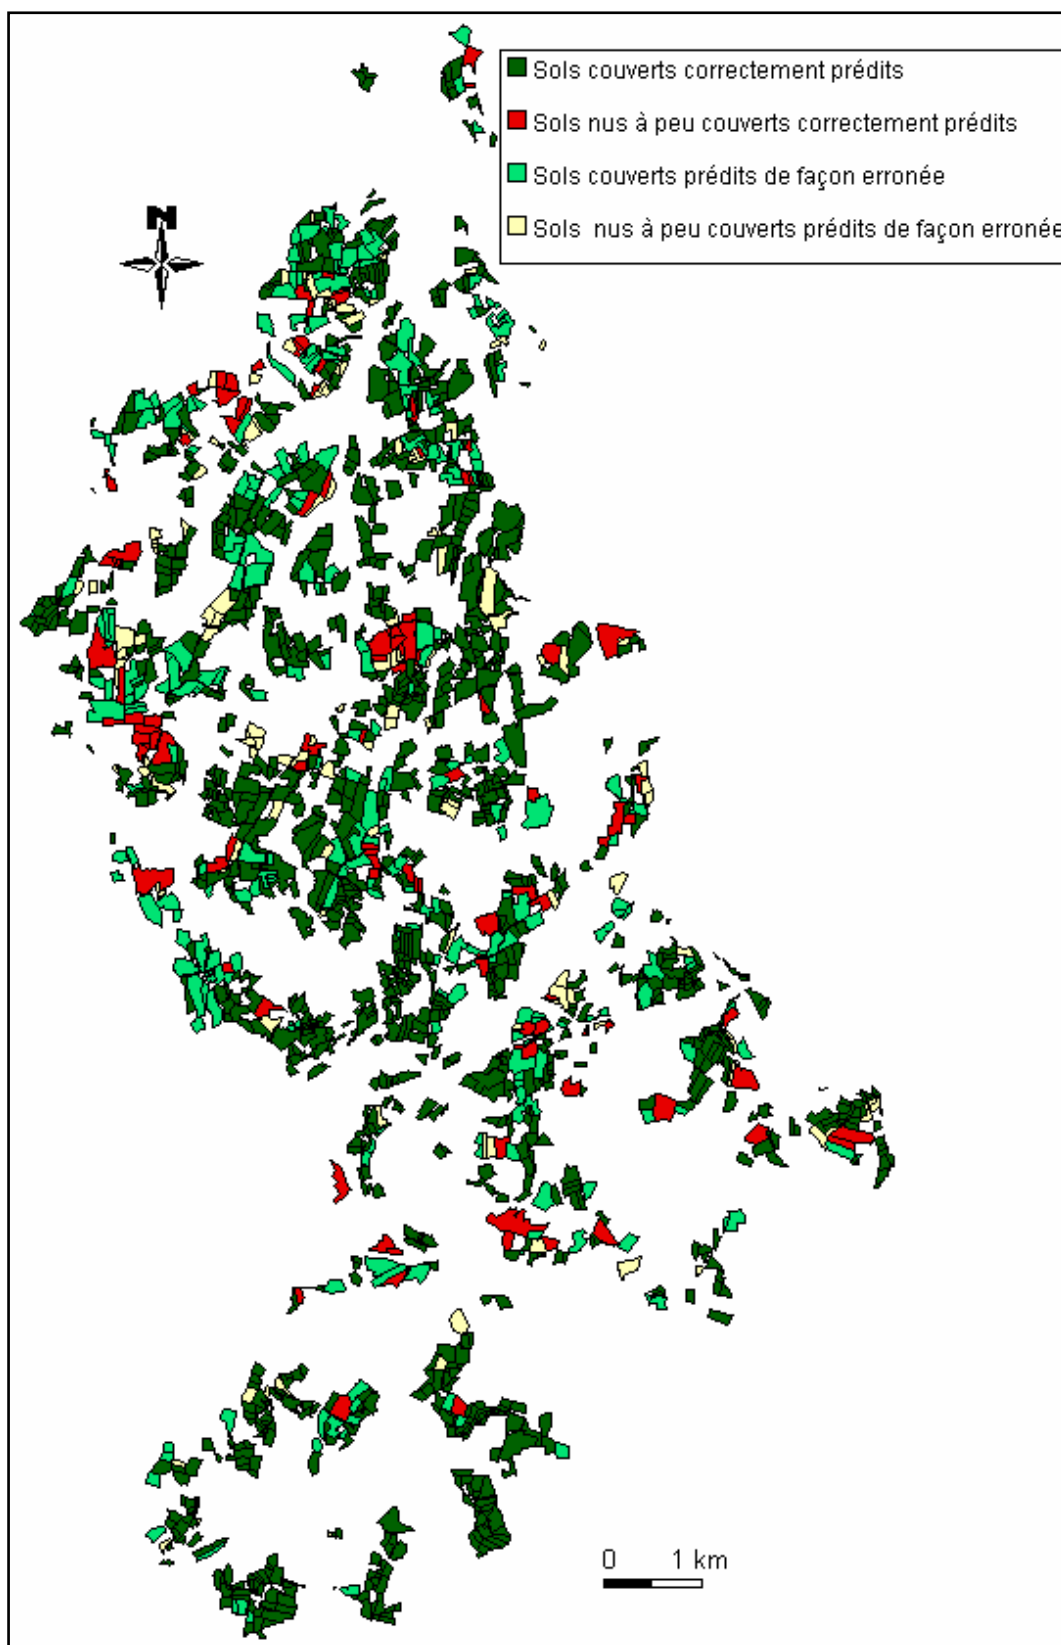 Sols couverts correctement prédits
Sols nus à peu couverts correctement prédits
Sols couverts prédits de façon erronée
Sols nus à peu couverts prédits de façon erronée
N
0 1 km